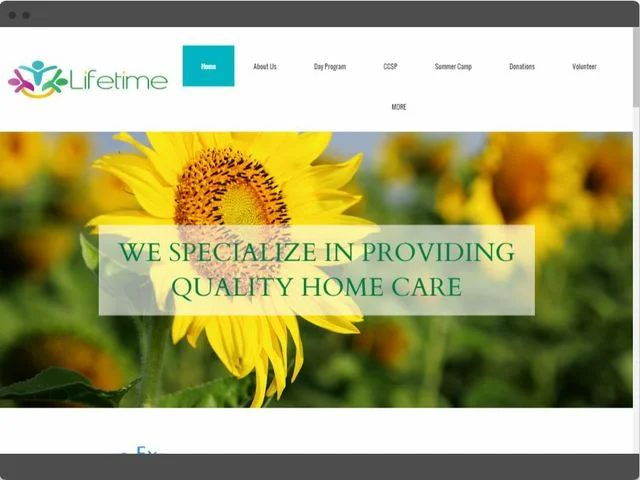 Lifetime
Home About Us Day Program CCSP Summer Camp Donations Volunteer
MORE
WE SPECIALIZE IN PROVIDING
QUALITY HOME CARE